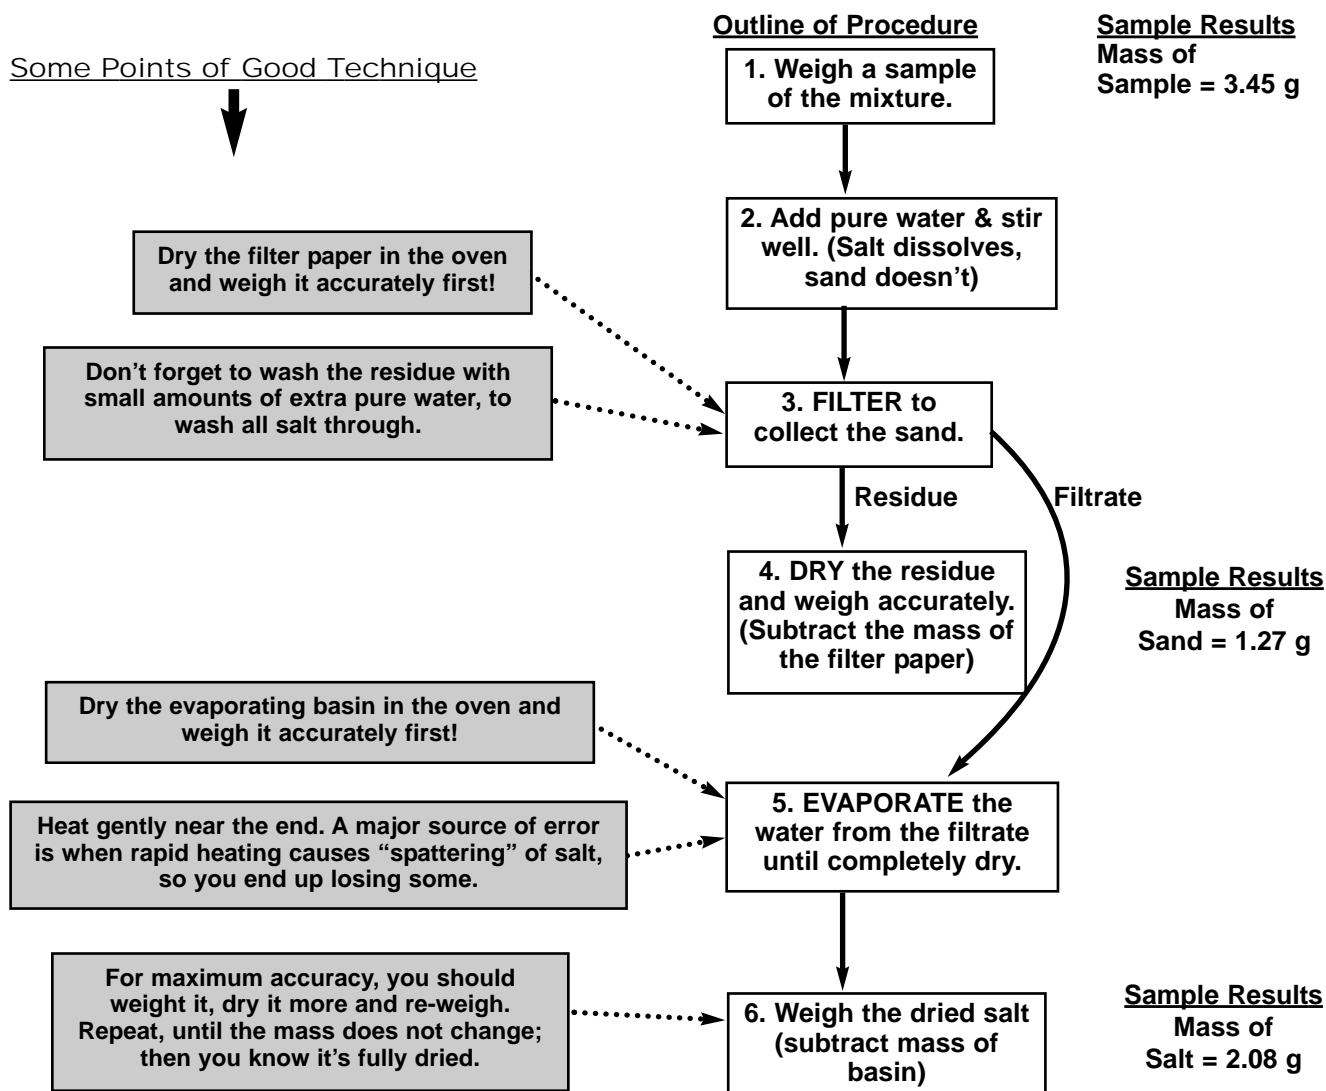 Some Points of Good Technique
Outline of Procedure
Sample Results
Mass of
Sample = 3.45 g
1. Weigh a sample
of the mixture.
2. Add pure water & stir
well. (Salt dissolves,
sand doesn't)
Dry the filter paper in the oven
and weigh it accurately first!
Don't forget to wash the residue with
small amounts of extra pure water, to
wash all salt through.
3. FILTER to
collect the sand.
Residue
Filtrate
4. DRY the residue
and weigh accurately.
(Subtract the mass of
the filter paper)
Sample Results
Mass of
Sand = 1.27 g
Dry the evaporating basin in the oven and
weigh it accurately first!
Heat gently near the end. A major source of error
is when rapid heating causes “spattering” of salt,
so you end up losing some.
5. EVAPORATE the
water from the filtrate
until completely dry.
For maximum accuracy, you should
weight it, dry it more and re-weigh.
Repeat, until the mass does not change;
then you know it's fully dried.
6. Weigh the dried salt
(subtract mass of
basin)
Sample Results
Mass of
Salt = 2.08 g